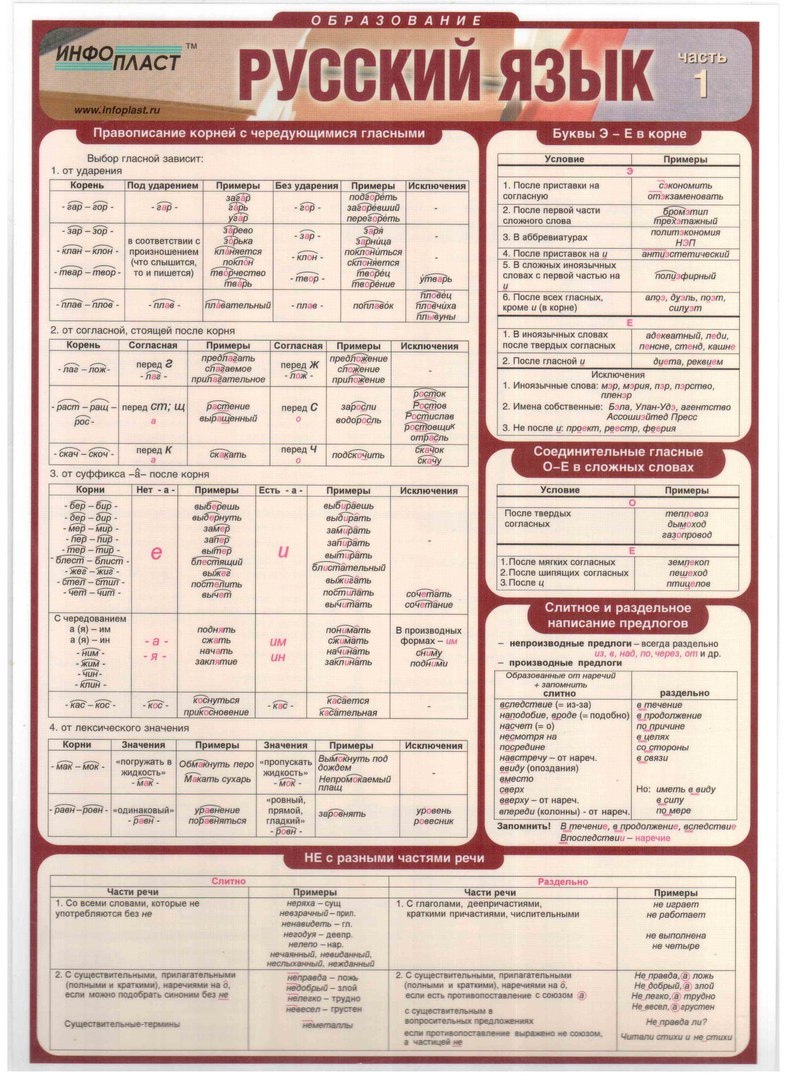 ОБРАЗОВАНИЕ
ИНФОПЛАСТ™
www.infoplast.ru
РУССКИЙ ЯЗЫК
часть 1
Правописание корней с чередующимися гласными
Выбор гласной зависит:
1. от ударения
Корень Под ударением Примеры Без ударения Примеры Исключения
- гар – гор - - гар - загар гарь угар - гор - подгореть загоревший перегореть -
- зар – зор - в соответствии с произношением (что слышится, то и пишется) зарево зорька - зар - заря зарница -
- клан – клон - кланяется поклон - клон - поклониться склоняется -
- твар – твор - творчество тварь - твор - творец творение утварь
- плав – плов - - плав - плавательный - плав - поплавок пловец пловчиха плывуны
2. от согласной, стоящей после корня
Корень Согласная Примеры Согласная Примеры Исключения
- лаг – лож - перед г - лаг - предлагать слагаемое прилагательное перед ж - лож - предложение сложение приложение
- раст – ращ – рос - перед ст; щ а растение выращенный перед с о заросли водоросль росток Ростов Ростислав ростовщик отрасль
- скач – скоч - перед к а скакать перед ч о подскочить скачок скачу
3. от суффикса –а– после корня
Корни Нет - а - Примеры Есть - а - Примеры Исключения
- бер – бир - выберешь выбираешь
- дер – дир - выдернуть выдирать
- мер – мир - замер замирать
- пер – пир - запер запирать
- тер – тир - е вытер и вытирать -
- блест – блист - блестящий блистательный
- жег – жиг - выжег выжигать
- стел – стил - постелить постилать сочетать
- чет – чит - вычет вычитать сочетание
С чередованием
а (я) – им
а (я) – ин
- ним -
- жим -
- чин-
- клин -
- а - - я -
поднять сжать начать заклятие
им ин
понимать сжимать начинать заклинать
В производных формах – им сниму подними
- кас – кос - - кос - коснуться прикосновение - кас - касается касательная -
4. от лексического значения
Корни Значения Примеры Значения Примеры Исключения
- мак – мок - «погружать в жидкость» - мак - Обмакнуть перо Макать сухарь «пропускать жидкость» - мок - Вымокнуть под дождем Непромокаемый плащ -
- равн –ровн - «одинаковый» - равн - уравнение поравняться «ровный, прямой, гладкий» - ровн - заровнять уровень ровесник
Буквы Э – Е в корне
Условие Примеры
Э
1. После приставки на согласную сэкономить отэкзаменовать
2. После первой части сложного слова бромэтил трехэтажный
3. В аббревиатурах политэкономия НЭП
4. После приставок на и антиэстетический
5. В сложных иноязычных словах с первой частью на и полиэфирный
6. После всех гласных, кроме и (в корне) алоэ, дуэль, поэт, силуэт
Е
1. В иноязычных словах после твердых согласных адекватный, леди, пенсне, стенд, кашне
2. После гласной и диета, реквием
Исключения
1. Иноязычные слова: мэр, мэрия, пэр, пэрство, пленэр
2. Имена собственные: Бэла, Улан-Удэ, агентство Ассошиэйтед Пресс
3. Не после и: проект, реестр, феерия
Соединительные гласные
О–Е в сложных словах
Условие Примеры
О
После твердых согласных тепловоз дымоход газопровод
Е
1.После мягких согласных землекоп
2.После шипящих согласных пешеход
3.После ц птицелов
Слитное и раздельное
написание предлогов
– непроизводные предлоги – всегда раздельно
из, в, над, по, через, от и др.
– производные предлоги
Образованные от наречий
+ запомнить
слитно раздельно
вследствие (= из-за) в течение
наподобие, вроде (= подобно) в продолжение
насчет (= о) по причине
несмотря на в целях
посредине со стороны
навстречу – от нареч. в связи
ввиду (опоздания)
вместо
сверх Но: иметь в виду
вверху – от нареч. в силу
впереди (колонны) - от нареч. по мере
Запомнить! В течение, в продолжение, вследствие
Впоследствии – наречие
НЕ с разными частями речи
Слитно Раздельно
Части речи Примеры Части речи Примеры
1. Со всеми словами, которые не употребляются без не
неряха – сущ
невзрачный – прил.
ненавидеть – гл.
негодуя – деепр.
нелепо – нар.
нечаянный, невиданный,
неслыханный, нежданный
1. С глаголами, деепричастиями,
краткими причастиями, числительными
не играет
не работает
не выполнена
не четыре
2. С существительными, прилагательными
(полными и краткими), наречиями на о,
если можно подобрать синоним без не
неправда – ложь
недобрый – злой
нелегко – трудно
невесел – грустен
Существительные-термины неметаллы
2. С существительными, прилагательными
(полными и краткими), наречиями на о,
если есть противопоставление с союзом а
Не правда, а ложь
Не добрый, а злой
Не легко, а трудно
Не весел, а грустен
с существительным в
вопросительных предложениях
Не правда ли?
если противопоставление выражено не союзом,
а частицей не
Читали стихи и не стихи